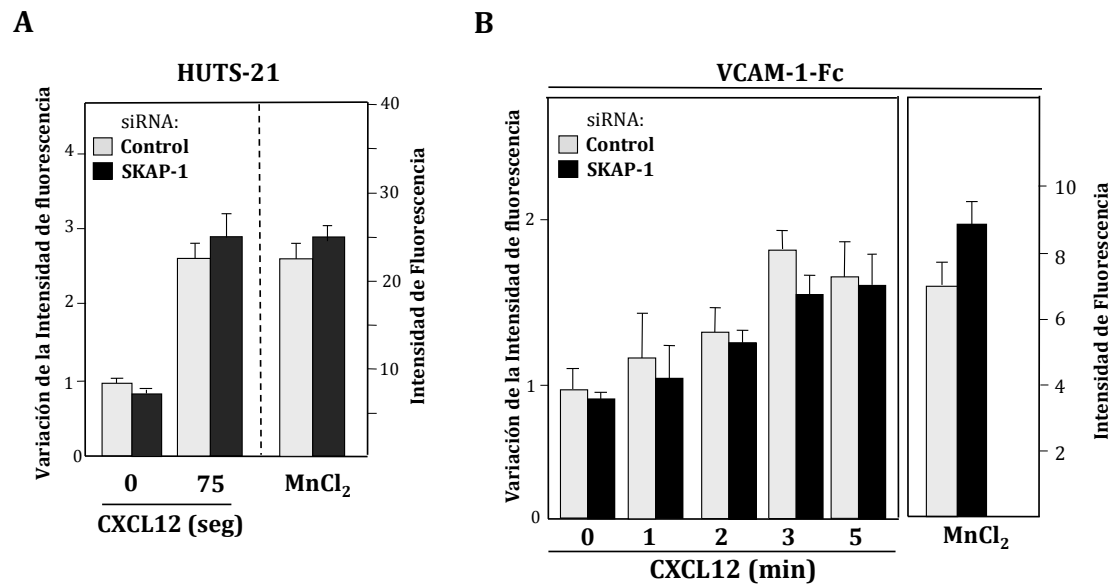 A
HUTS-21
Variación de la Intensidad de fluorescencia
4
3
2
1
0
siRNA:
Control
SKAP-1
40
30
20
10
Intensidad de Fluorescencia
0
75
MnCl₂
CXCL12 (seg)
B
VCAM-1-Fc
Variación de la Intensidad de fluorescencia
2
1
0
siRNA:
Control
SKAP-1
10
8
6
4
2
Intensidad de Fluorescencia
0
1
2
3
5
MnCl₂
CXCL12 (min)